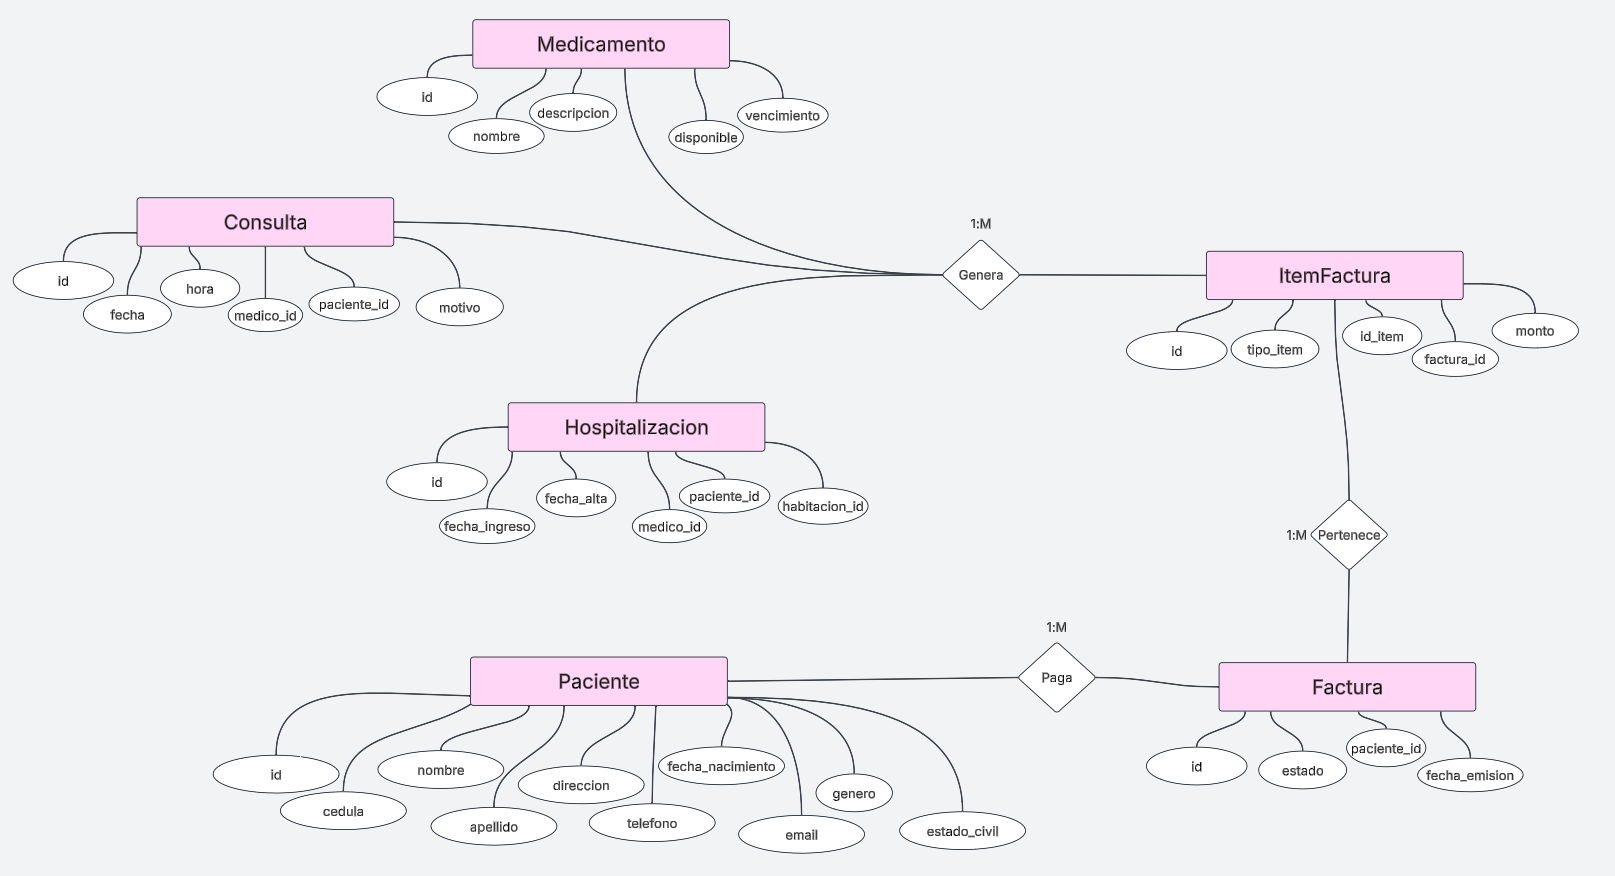 Medicamento
id
nombre
descripcion
disponible
vencimiento
Consulta
id
fecha
hora
medico_id
paciente_id
motivo
1:M
Genera
ItemFactura
id
tipo_item
id_item
factura_id
monto
Hospitalizacion
id
fecha_ingreso
fecha_alta
medico_id
paciente_id
habitacion_id
1:M
Pertenece
1:M
Paga
Paciente
id
cedula
nombre
apellido
direccion
telefono
fecha_nacimiento
email
genero
estado_civil
Factura
id
estado
paciente_id
fecha_emision